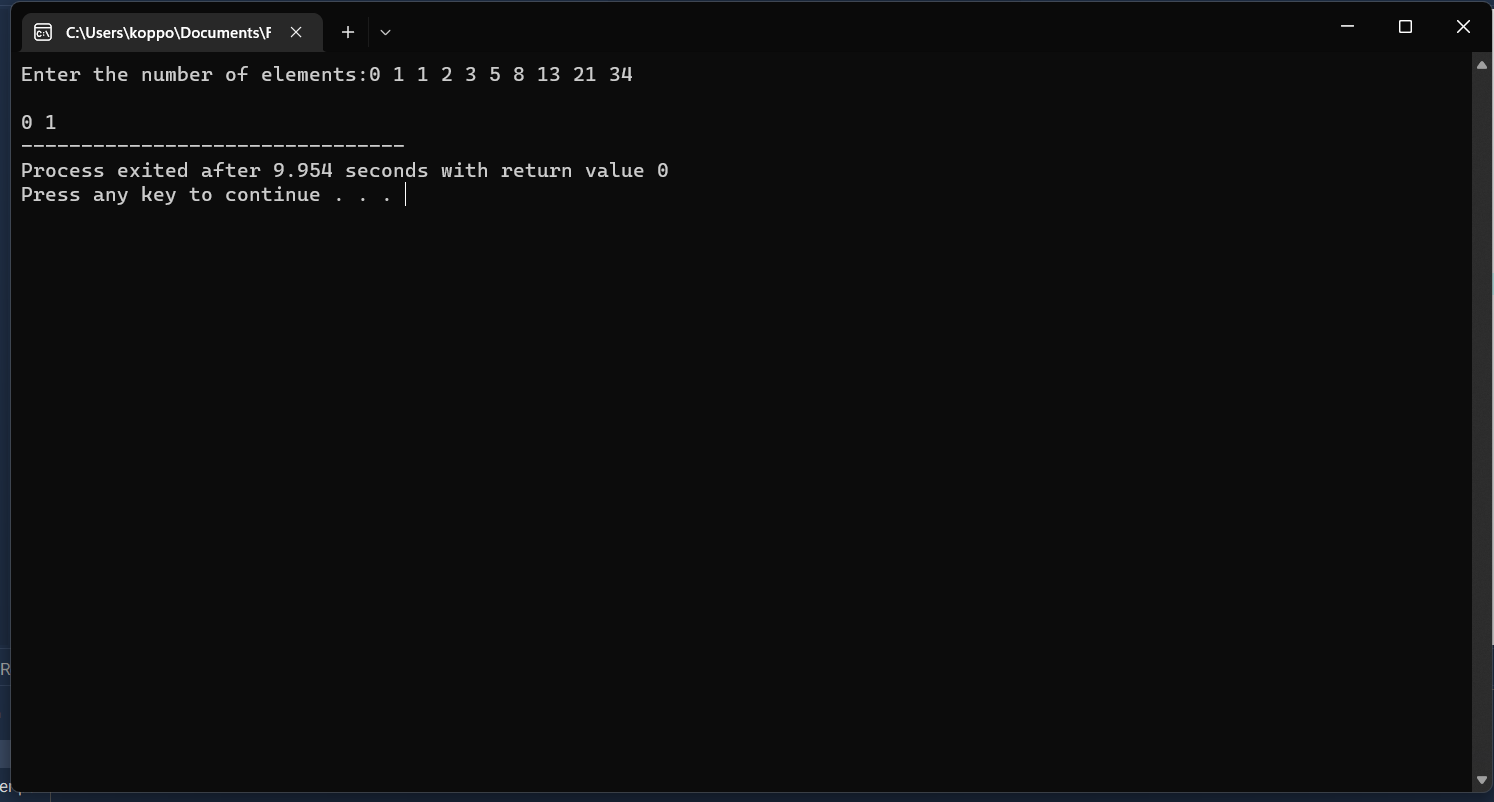 C:\Users\koppo\Documents\F
Enter the number of elements:0 1 1 2 3 5 8 13 21 34
0 1
--------------------------------
Process exited after 9.954 seconds with return value 0
Press any key to continue . . .
R